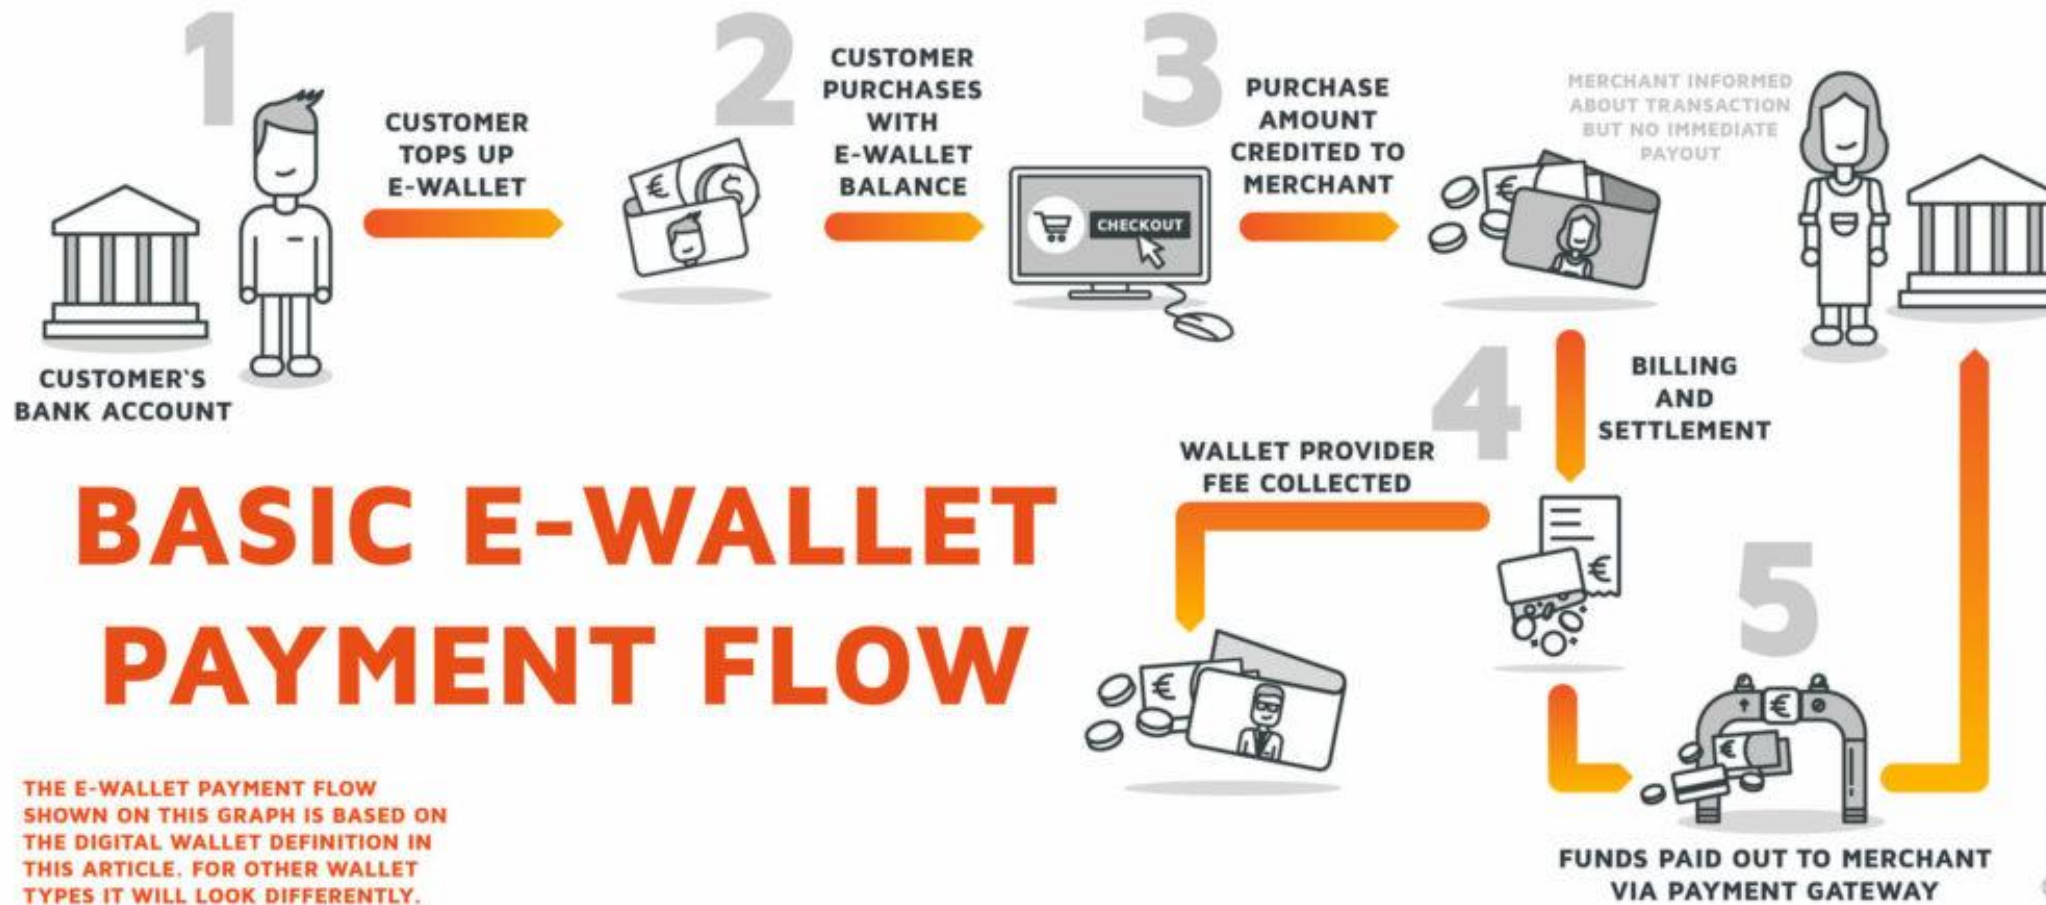 1
CUSTOMER
TOPS UP
E-WALLET
CUSTOMER`S
BANK ACCOUNT
2
CUSTOMER
PURCHASES
WITH
E-WALLET
BALANCE
€
$
CHECKOUT
3
PURCHASE
AMOUNT
CREDITED TO
MERCHANT
€
MERCHANT INFORMED
ABOUT TRANSACTION
BUT NO IMMEDIATE
PAYOUT
4
BILLING
AND
SETTLEMENT
€
WALLET PROVIDER
FEE COLLECTED
€
5
€
€
FUNDS PAID OUT TO MERCHANT
VIA PAYMENT GATEWAY
BASIC E-WALLET
PAYMENT FLOW
THE E-WALLET PAYMENT FLOW
SHOWN ON THIS GRAPH IS BASED ON
THE DIGITAL WALLET DEFINITION IN
THIS ARTICLE. FOR OTHER WALLET
TYPES IT WILL LOOK DIFFERENTLY.